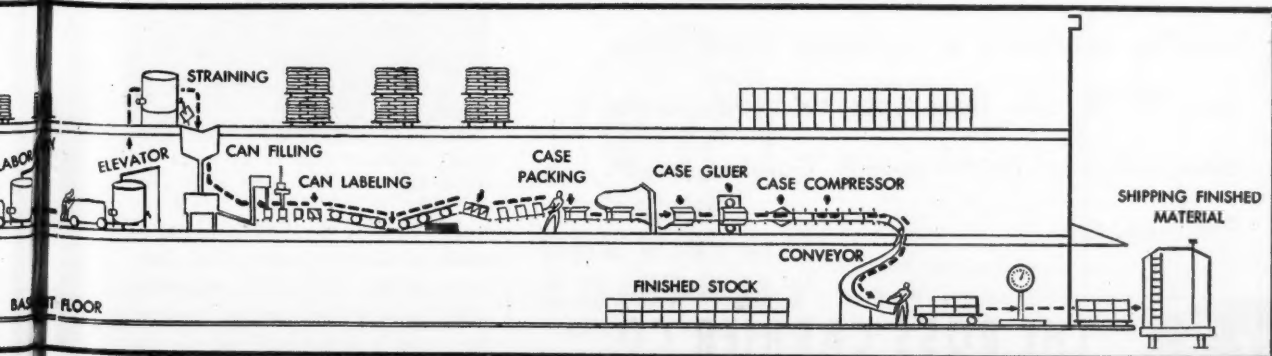 STRAINING
ELEVATOR
CAN FILLING
CAN LABELING
CASE
PACKING
CASE GLUER
CASE COMPRESSOR
SHIPPING FINISHED
MATERIAL
CONVEYOR
FINISHED STOCK
FLOOR